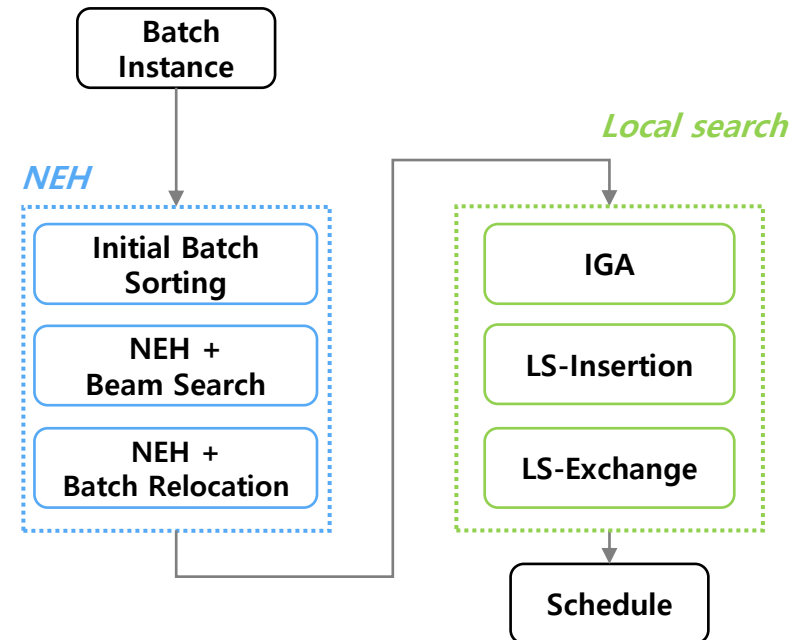 Batch
Instance
NEH
Initial Batch
Sorting
NEH +
Beam Search
NEH +
Batch Relocation
Local search
IGA
LS-Insertion
LS-Exchange
Schedule